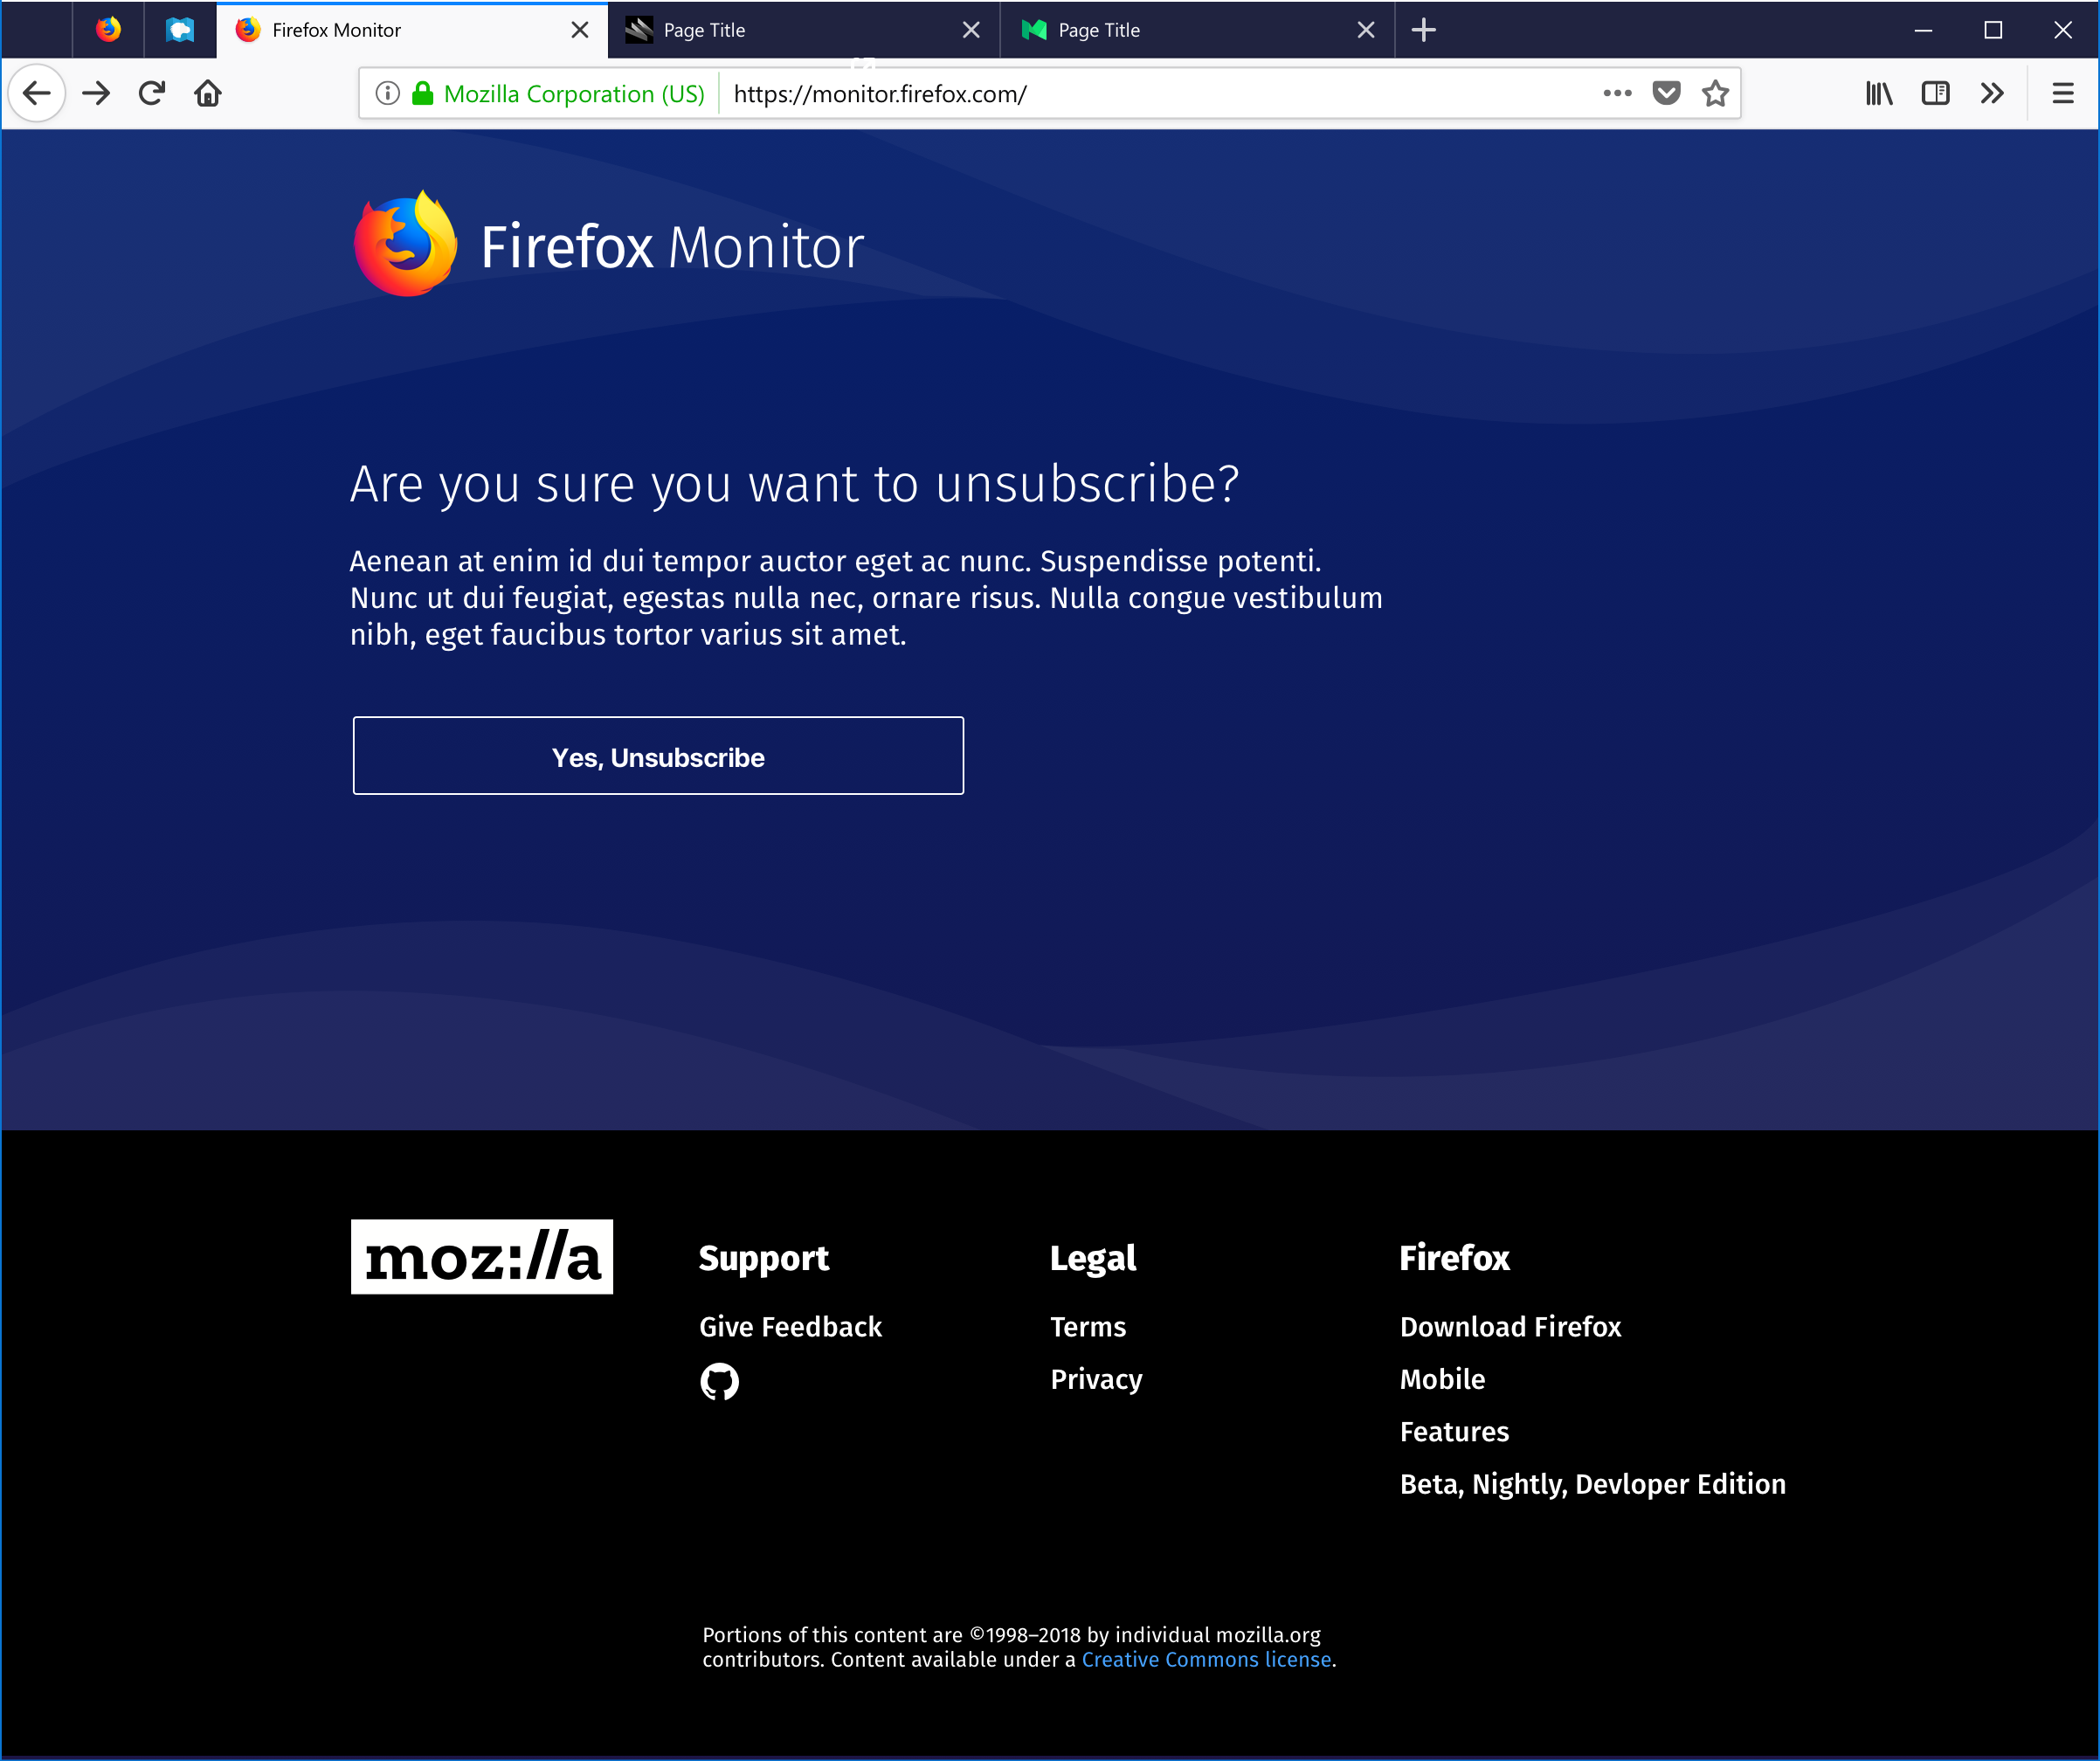 Firefox Monitor
Page Title
Page Title
Mozilla Corporation (US)
https://monitor.firefox.com/
Firefox Monitor
Are you sure you want to unsubscribe?
Aenean at enim id dui tempor auctor eget ac nunc. Suspendisse potenti.
Nunc ut dui feugiat, egestas nulla nec, ornare risus. Nulla congue vestibulum
nibh, eget faucibus tortor varius sit amet.
Yes, Unsubscribe
moz://a
Support
Give Feedback
Legal
Terms
Privacy
Firefox
Download Firefox
Mobile
Features
Beta, Nightly, Devloper Edition
Portions of this content are ©1998–2018 by individual mozilla.org
contributors. Content available under a Creative Commons license.